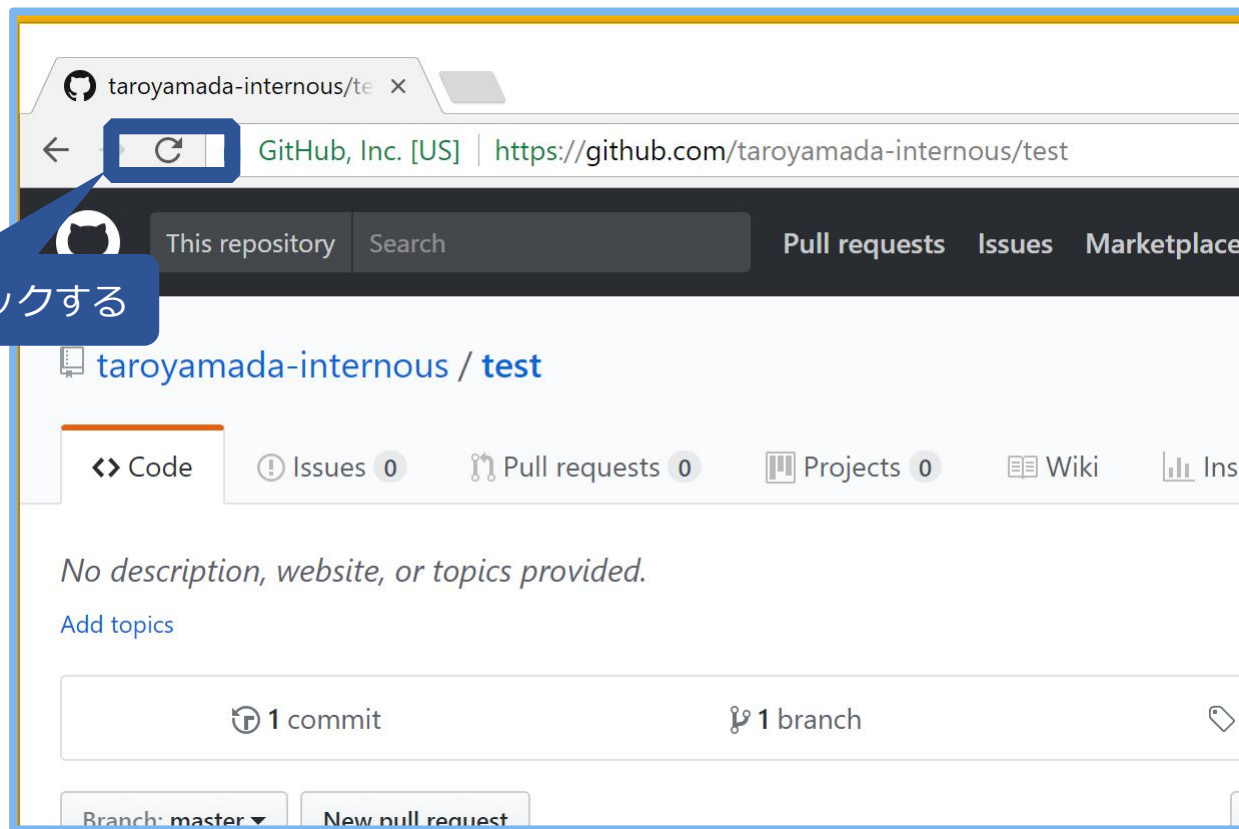 taroyamada-internous/te
GitHub, Inc. [US] https://github.com/taroyamada-internous/test
This repository Search Pull requests Issues Marketplace
ックする
taroyamada-internous / test
Code Issues 0 Pull requests 0 Projects 0 Wiki Ins
No description, website, or topics provided.
Add topics
1 commit 1 branch
Branch: master New pull request